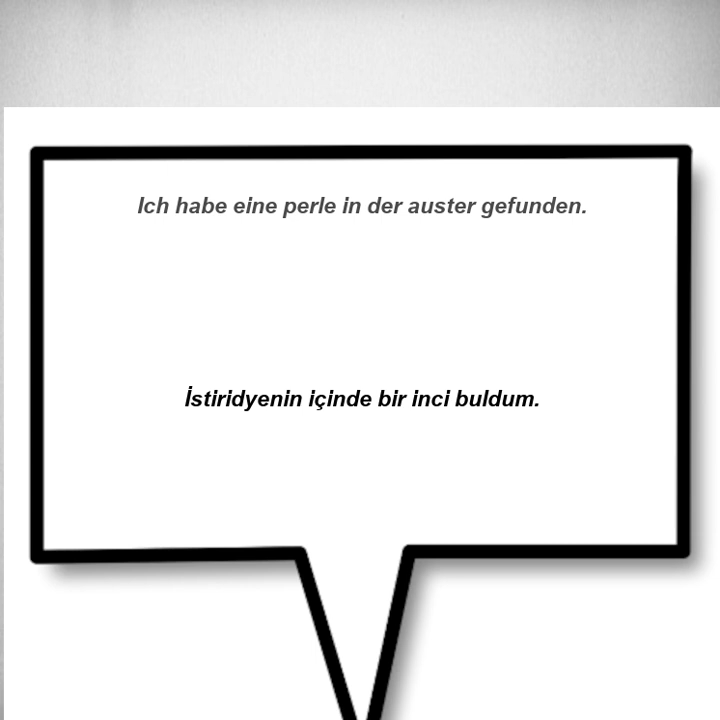 Ich habe eine perle in der auster gefunden.
İstiridyenin içinde bir inci buldum.